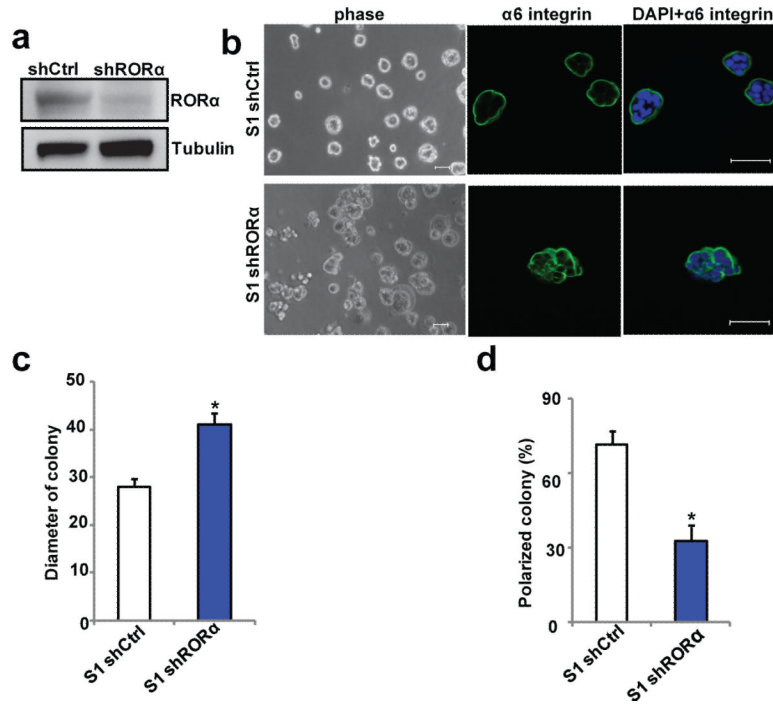 a
shCtrl shRORα
RORα
Tubulin
b
phase
α6 integrin
DAPI+α6 integrin
S1 shCtrl
S1 shRORα
c
Diameter of colony
50
40
30
20
10
0
*
S1 shCtrl
S1 shRORα
d
Polarized colony (%)
90
60
30
0
*
S1 shCtrl
S1 shRORα